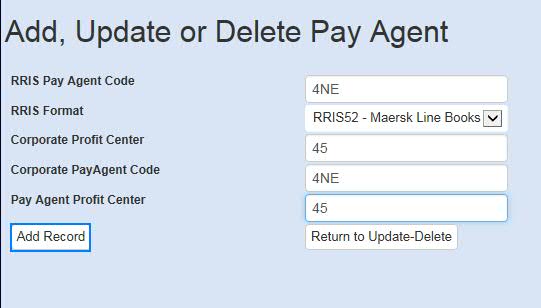 Add, Update or Delete Pay Agent
RRIS Pay Agent Code 4NE
RRIS Format RRIS52 - Maersk Line Books
Corporate Profit Center 45
Corporate PayAgent Code 4NE
Pay Agent Profit Center 45
Add Record Return to Update-Delete